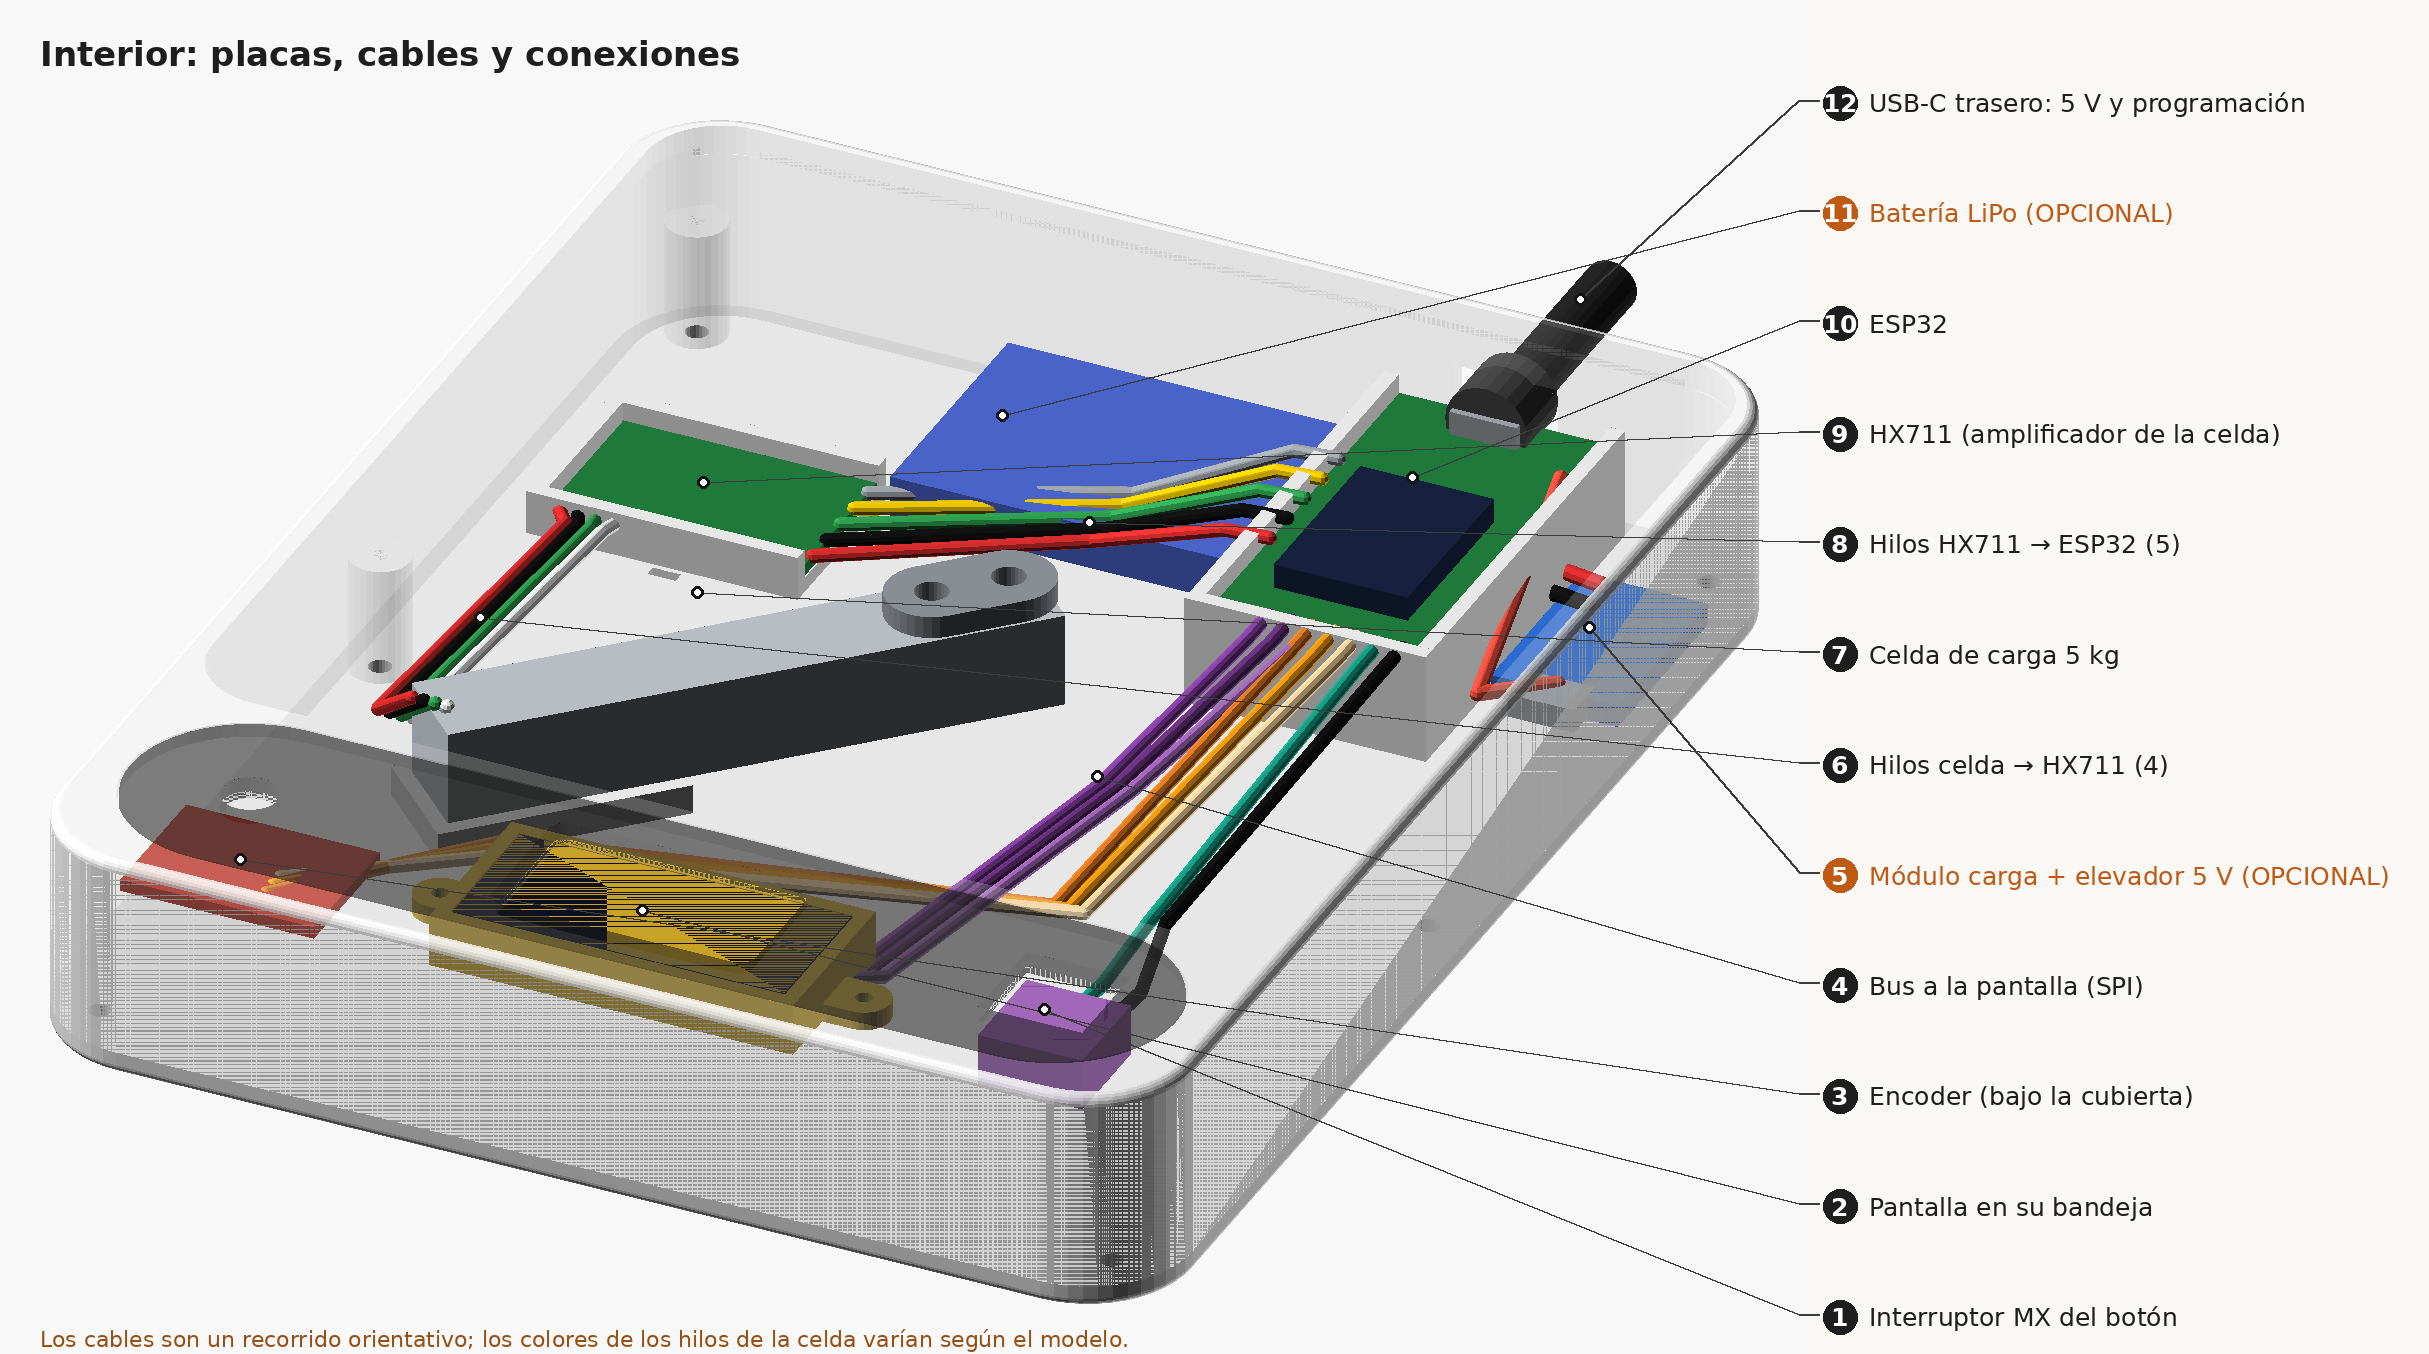 Interior: placas, cables y conexiones
12 USB-C trasero: 5 V y programación
11 Batería LiPo (OPCIONAL)
10 ESP32
9 HX711 (amplificador de la celda)
8 Hilos HX711 → ESP32 (5)
7 Celda de carga 5 kg
6 Hilos celda → HX711 (4)
5 Módulo carga + elevador 5 V (OPCIONAL)
4 Bus a la pantalla (SPI)
3 Encoder (bajo la cubierta)
2 Pantalla en su bandeja
1 Interruptor MX del botón
Los cables son un recorrido orientativo; los colores de los hilos de la celda varían según el modelo.